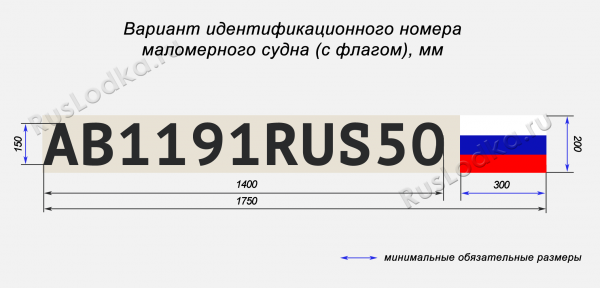 Вариант идентификационного номера
маломерного судна (с флагом), мм
RusLodka.ru
RusLodka.ru
150
AB1191RUS50
200
1400
300
1750
минимальные обязательные размеры